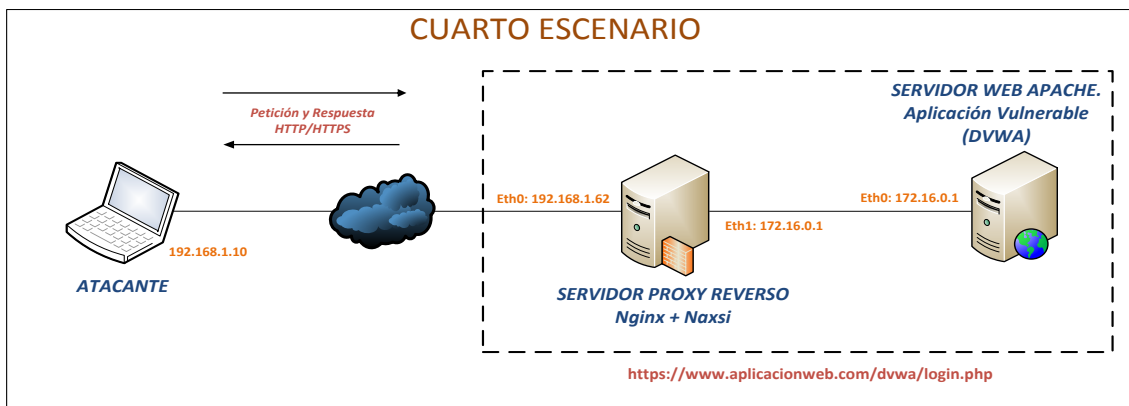 CUARTO ESCENARIO
Petición y Respuesta
HTTP/HTTPS
SERVIDOR WEB APACHE.
Aplicación Vulnerable
(DVWA)
Eth0: 192.168.1.62
Eth0: 172.16.0.1
Eth1: 172.16.0.1
192.168.1.10
ATACANTE
SERVIDOR PROXY REVERSO
Nginx + Naxsi
https://www.aplicacionweb.com/dvwa/login.php